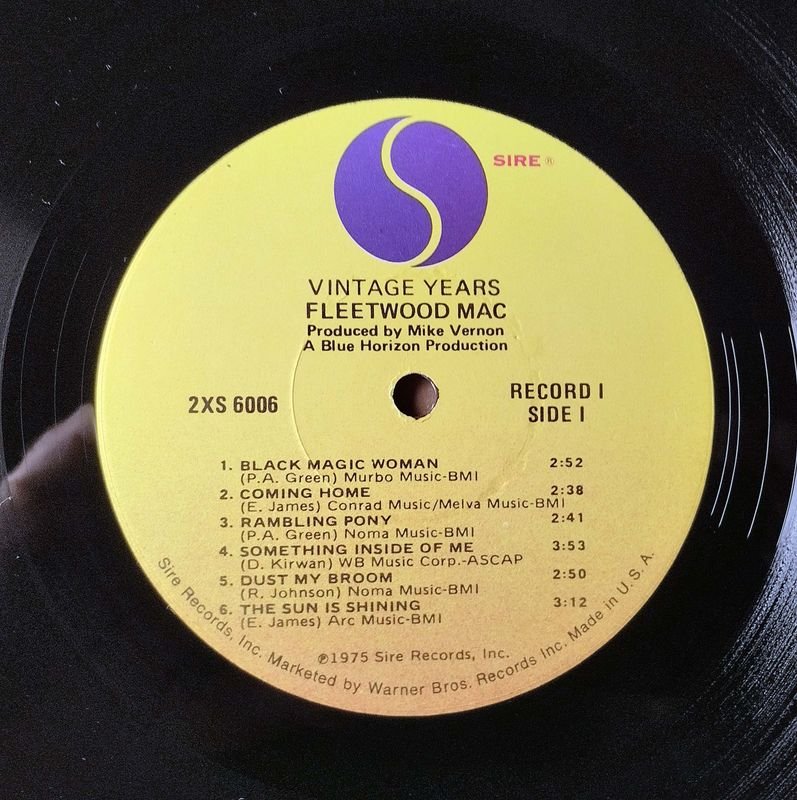 SIRE ®
VINTAGE YEARS
FLEETWOOD MAC
Produced by Mike Vernon
A Blue Horizon Production
2XS 6006
RECORD I
SIDE I
1. BLACK MAGIC WOMAN 2:52
(P.A. Green) Murbo Music-BMI
2. COMING HOME 2:38
(E. James) Conrad Music/Melva Music-BMI
3. RAMBLING PONY 2:41
(P.A. Green) Noma Music-BMI
4. SOMETHING INSIDE OF ME 3:53
(D. Kirwan) WB Music Corp.-ASCAP
5. DUST MY BROOM 2:50
(R. Johnson) Noma Music-BMI
6. THE SUN IS SHINING 3:12
(E. James) Arc Music-BMI
℗1975 Sire Records, Inc.
Sire Records, Inc. Marketed by Warner Bros. Records Inc. Made in U.S.A.